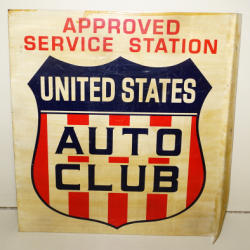 APPROVED
SERVICE STATION
UNITED STATES
AUTO
CLUB